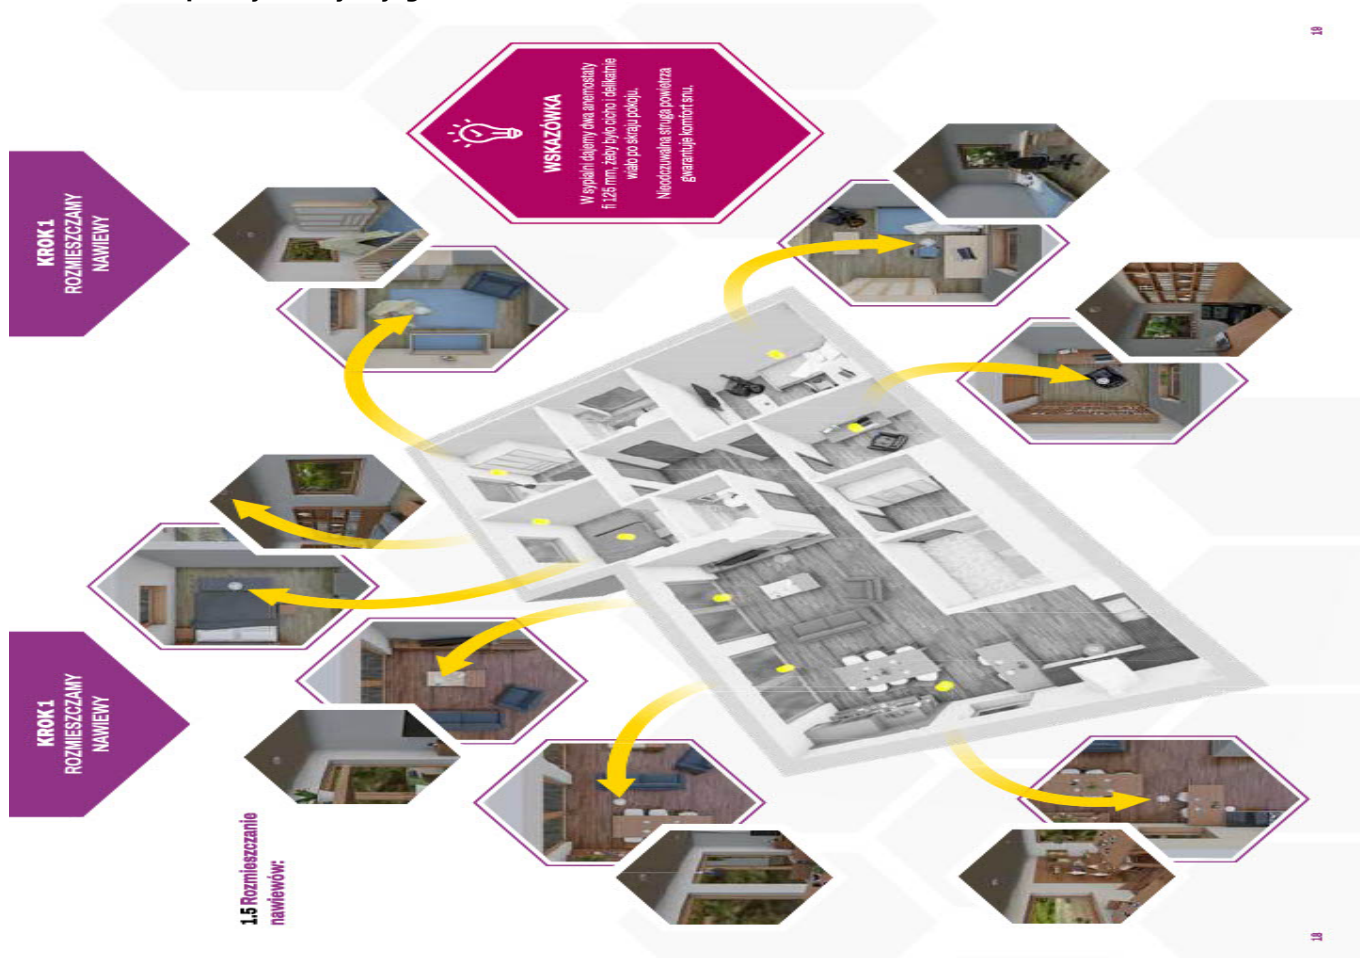 KROK 1
ROZMIESZCZAMY
NAWIEWY
1.5 Rozmieszczanie
nawiewów:
18
KROK 1
ROZMIESZCZAMY
NAWIEWY
WSKAZÓWKA
W sypialni dajemy dwa anemostaty
fi 125 mm, żeby było cicho i delikatnie
wiało po skraju pokoju.
Nieodczuwalna struga powietrza
gwarantuje komfort snu.
19